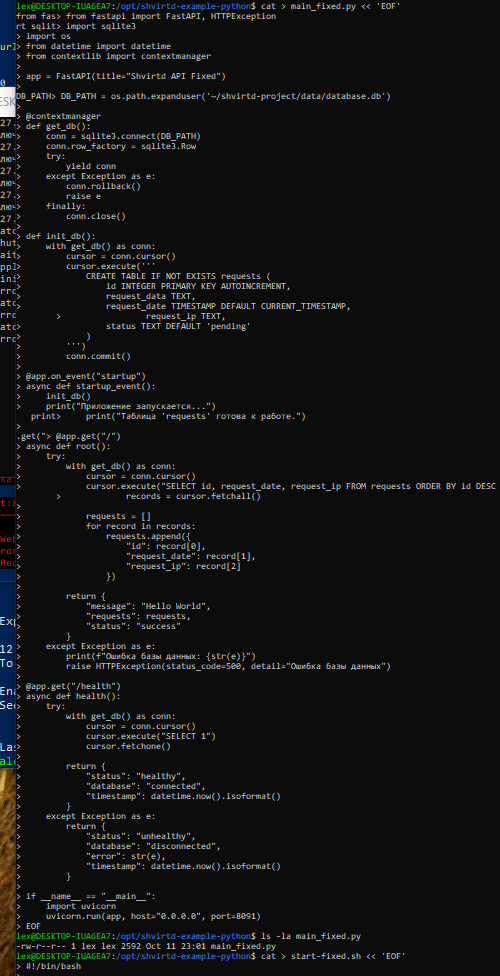 lex@DESKTOP-IUA6EA7:/opt/shvirtd-example-python$ cat > main_fixed.py << 'EOF'
from fas> from fastapi import FastAPI, HTTPException
rt sqlit> import sqlite3
> import os
> from datetime import datetime
> from contextlib import contextmanager
>
> app = FastAPI(title="Shvirtd API Fixed")
>
DB_PATH> DB_PATH = os.path.expanduser('~/shvirtd-project/data/database.db')
>
> @contextmanager
> def get_db():
>     conn = sqlite3.connect(DB_PATH)
>     conn.row_factory = sqlite3.Row
>     try:
>         yield conn
>     except Exception as e:
>         conn.rollback()
>         raise e
>     finally:
>         conn.close()
>
> def init_db():
>     with get_db() as conn:
>         cursor = conn.cursor()
>         cursor.execute('''
>             CREATE TABLE IF NOT EXISTS requests (
>                 id INTEGER PRIMARY KEY AUTOINCREMENT,
>                 request_data TEXT,
>                 request_date TIMESTAMP DEFAULT CURRENT_TIMESTAMP,
        >                 request_ip TEXT,
>                 status TEXT DEFAULT 'pending'
>             )
>         ''')
>         conn.commit()
>
> @app.on_event("startup")
> async def startup_event():
>     init_db()
>     print("Приложение запускается...")
   print>     print("Таблица 'requests' готова к работе.")
>
.get("> @app.get("/")
> async def root():
>     try:
>         with get_db() as conn:
>             cursor = conn.cursor()
>             cursor.execute("SELECT id, request_date, request_ip FROM requests ORDER BY id DESC
        >             records = cursor.fetchall()
>
>             requests = []
>             for record in records:
>                 requests.append({
>                     "id": record[0],
>                     "request_date": record[1],
>                     "request_ip": record[2]
>                 })
>
>         return {
>             "message": "Hello World",
>             "requests": requests,
>             "status": "success"
>         }
>     except Exception as e:
>         print(f"Ошибка базы данных: {str(e)}")
>         raise HTTPException(status_code=500, detail="Ошибка базы данных")
>
> @app.get("/health")
> async def health():
>     try:
>         with get_db() as conn:
>             cursor = conn.cursor()
>             cursor.execute("SELECT 1")
>             cursor.fetchone()
>
>         return {
>             "status": "healthy",
>             "database": "connected",
>             "timestamp": datetime.now().isoformat()
>         }
>     except Exception as e:
>         return {
>             "status": "unhealthy",
>             "database": "disconnected",
>             "error": str(e),
>             "timestamp": datetime.now().isoformat()
>         }
>
> if __name__ == "__main__":
>     import uvicorn
>     uvicorn.run(app, host="0.0.0.0", port=8091)
> EOF
lex@DESKTOP-IUA6EA7:/opt/shvirtd-example-python$ ls -la main_fixed.py
-rw-r--r-- 1 lex lex 2592 Oct 11 23:01 main_fixed.py
lex@DESKTOP-IUA6EA7:/opt/shvirtd-example-python$ cat > start-fixed.sh << 'EOF'
> #!/bin/bash